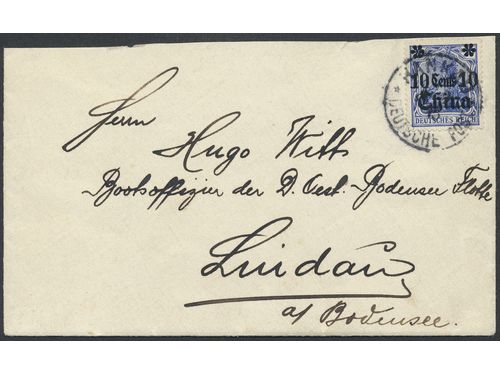 10 Cents 10
China
DEUTSCHES REICH
DEUTSCHE POST
Herrn
Hugo Witt
Bootsoffizier der D. Oest. Bodensee Flotte
Lindau
a/ Bodensee.